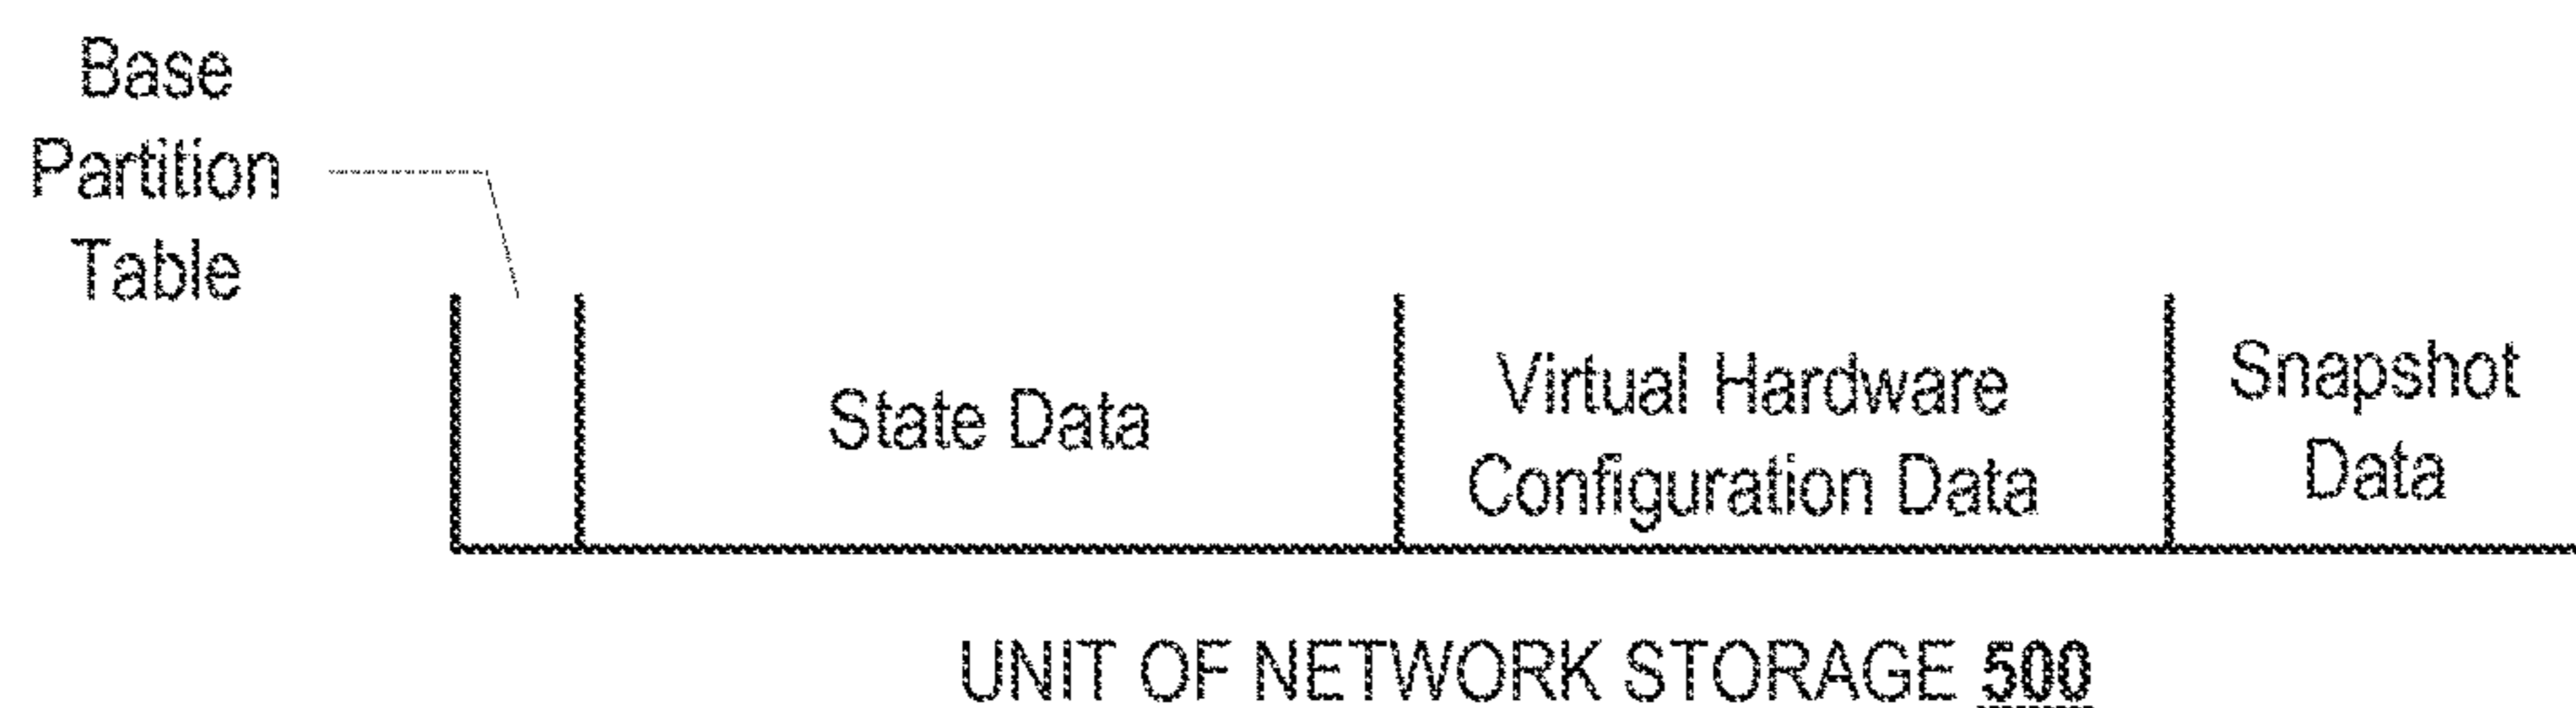 Base
Partition
Table
State Data
Virtual Hardware
Configuration Data
Snapshot
Data
UNIT OF NETWORK STORAGE 500